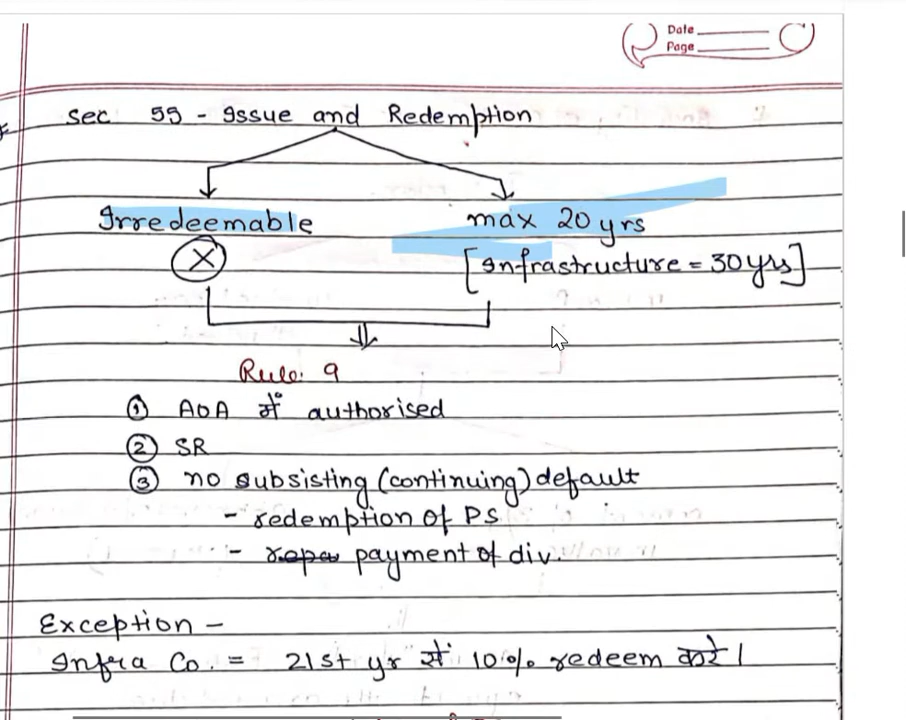 Date
Page
Sec 55 - Issue and Redemption
Irredeemable max 20 yrs
X [Infrastructure = 30 yrs]
Rule: 9
① AOA में authorised
② SR
③ no subsisting (continuing) default
- redemption of PS
- repa payment of div.
Exception -
Infra Co. = 21st yr से 10% redeem करे।